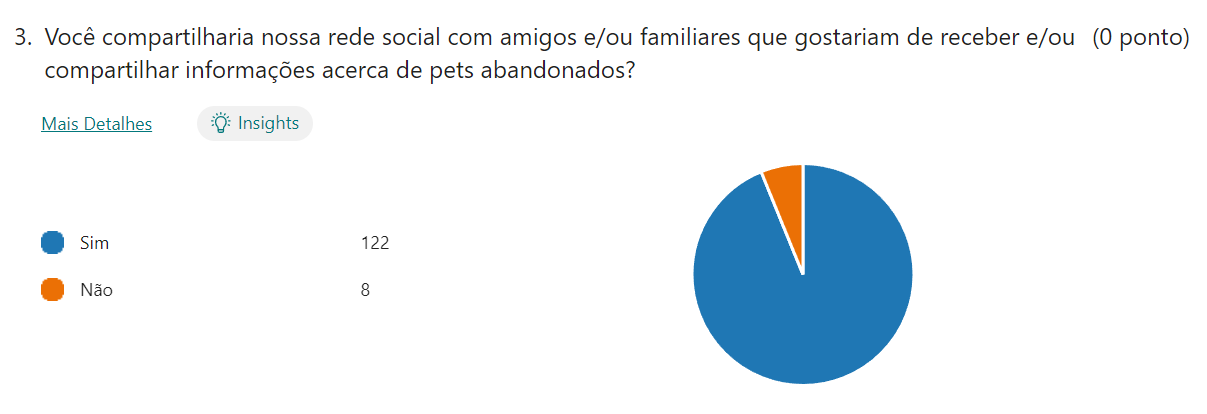 3. Você compartilharia nossa rede social com amigos e/ou familiares que gostariam de receber e/ou (0 ponto)
compartilhar informações acerca de pets abandonados?
Mais Detalhes Insights
Sim 122
Não 8